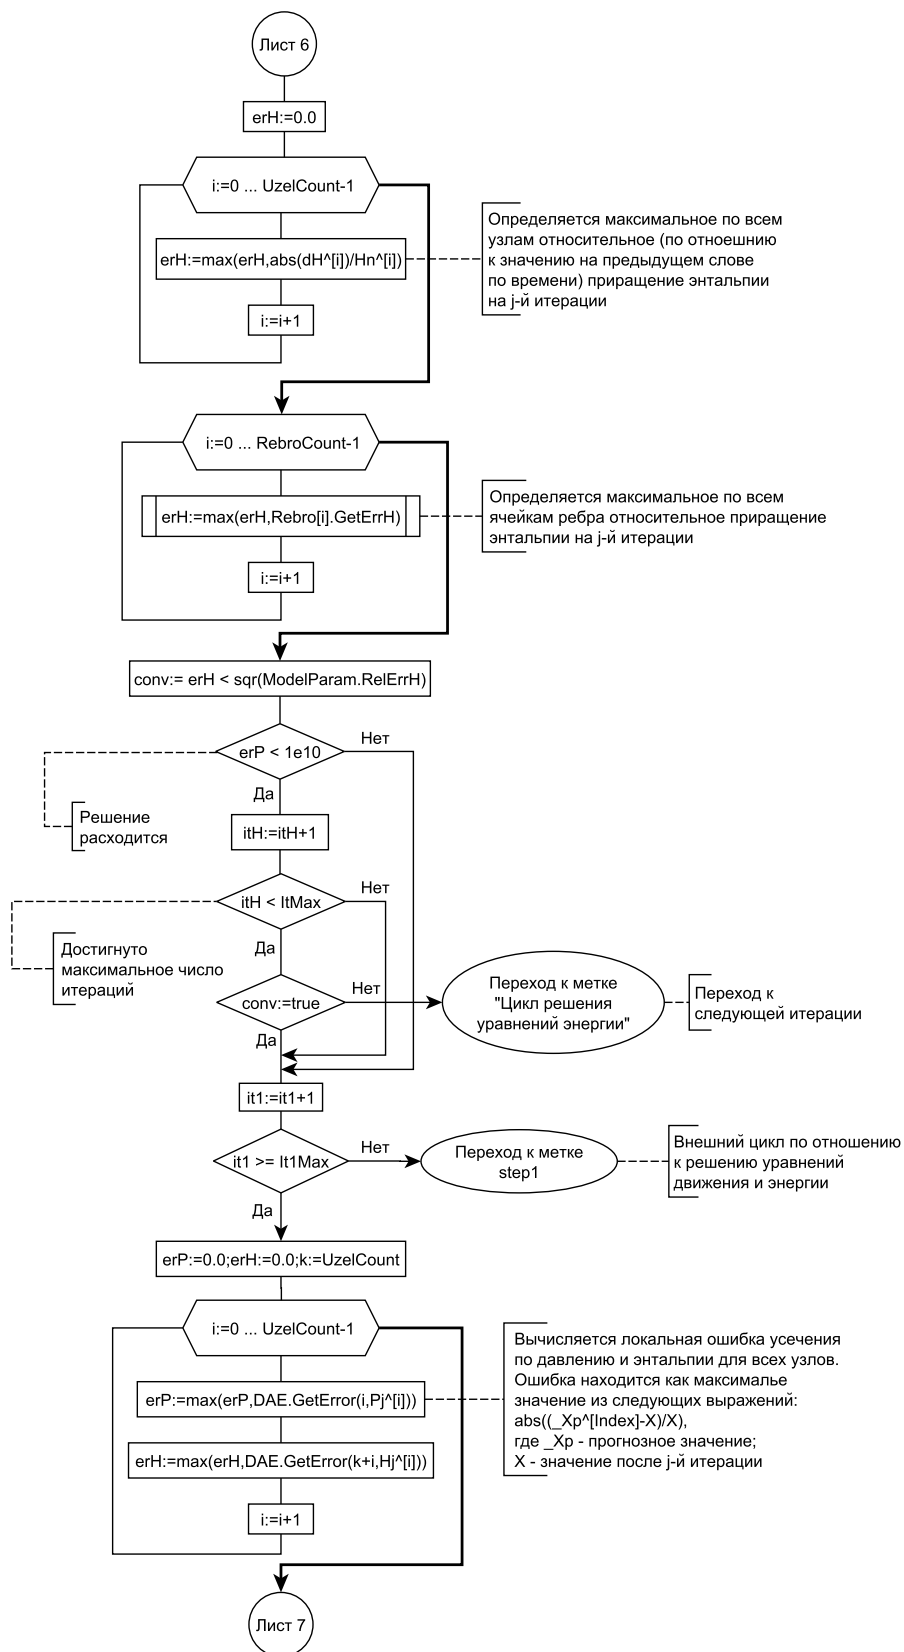 Лист 6
erH:=0.0
i:=0 ... UzelCount-1
erH:=max(erH,abs(dH^[i])/Hn^[i])
Определяется максимальное по всем
узлам относительное (по отноешнию
к значению на предыдущем слове
по времени) приращение энтальпии
на j-й итерации
i:=i+1
i:=0 ... RebroCount-1
erH:=max(erH,Rebro[i].GetErrH)
Определяется максимальное по всем
ячейкам ребра относительное приращение
энтальпии на j-й итерации
i:=i+1
conv:= erH < sqr(ModelParam.RelErrH)
erP < 1e10
Нет
Да
Решение
расходится
itH:=itH+1
itH < ItMax
Нет
Да
Достигнуто
максимальное число
итераций
conv:=true
Нет
Да
Переход к метке
"Цикл решения
уравнений энергии"
Переход к
следующей итерации
it1:=it1+1
it1 >= It1Max
Нет
Да
Переход к метке
step1
Внешний цикл по отношению
к решению уравнений
движения и энергии
erP:=0.0;erH:=0.0;k:=UzelCount
i:=0 ... UzelCount-1
erP:=max(erP,DAE.GetError(i,Pj^[i]))
erH:=max(erH,DAE.GetError(k+i,Hj^[i]))
Вычисляется локальная ошибка усечения
по давлению и энтальпии для всех узлов.
Ошибка находится как максималье
значение из следующих выражений:
abs((_Xp^[Index]-X)/X),
где _Xp - прогнозное значение;
X - значение после j-й итерации
i:=i+1
Лист 7